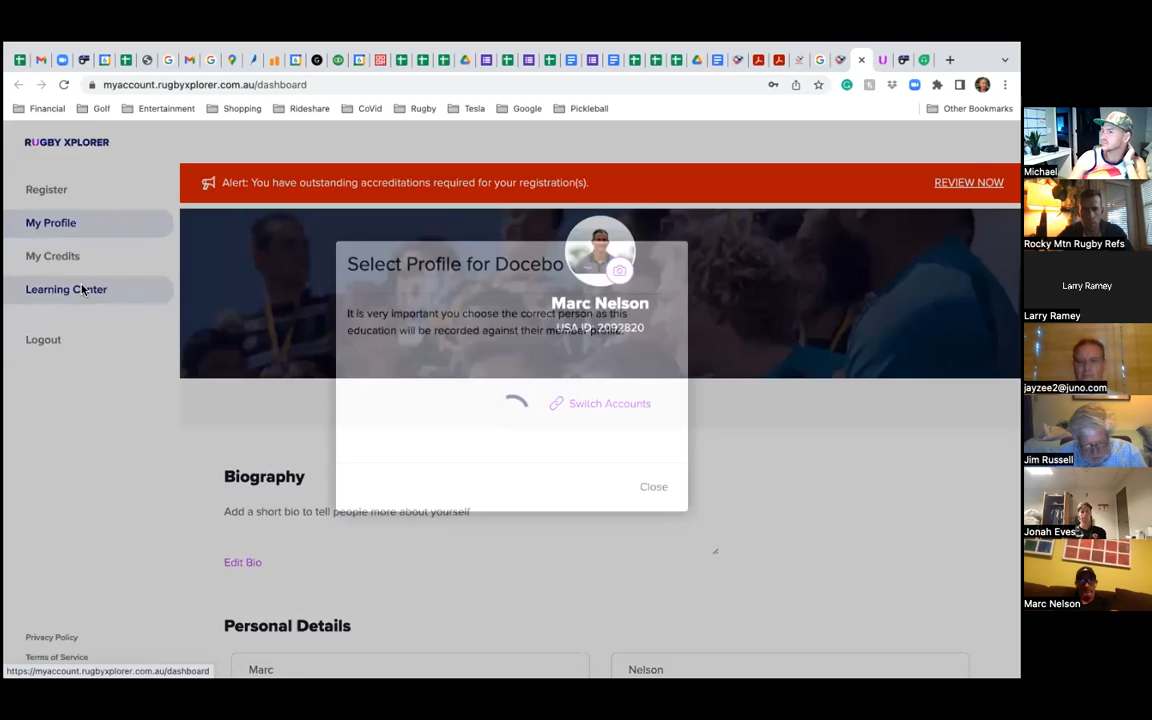 myaccount.rugbyxplorer.com.au/dashboard
Financial Golf Entertainment Shopping Rideshare CoVid Rugby Tesla Google Pickleball Other Bookmarks
RUGBY XPLORER
Register
My Profile
My Credits
Learning Center
Logout
Privacy Policy
Terms of Service
https://myaccount.rugbyxplorer.com.au/dashboard
Alert: You have outstanding accreditations required for your registration(s). REVIEW NOW
Select Profile for Docebo
It is very important you choose the correct person as this
education will be recorded against their member profile.
Marc Nelson
USA ID: 2092820
Switch Accounts
Close
Biography
Add a short bio to tell people more about yourself
Edit Bio
Personal Details
Marc Nelson
Michael
Rocky Mtn Rugby Refs
Larry Ramey
Larry Ramey
jayzee2@juno.com
Jim Russell
Jonah Eves
Marc Nelson